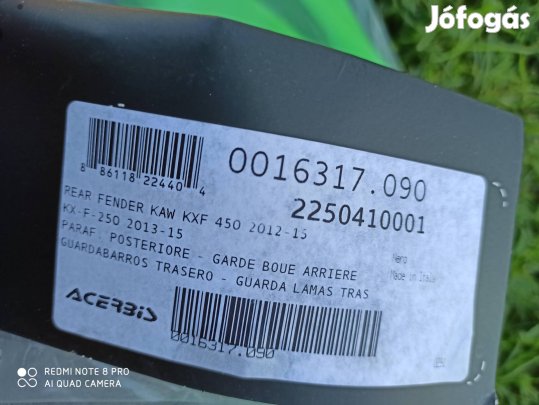 Jófogás
0016317.090
8 86118 22440 4
2250410001
REAR FENDER KAW KXF 450 2012-15
KX-F-250 2013-15
PARAF. POSTERIORE - GARDE BOUE ARRIERE
GUARDABARROS TRASERO - GUARDA LAMAS TRAS
Nero
Made in Italy
ACERBIS
0016317.090
REDMI NOTE 8 PRO
AI QUAD CAMERA